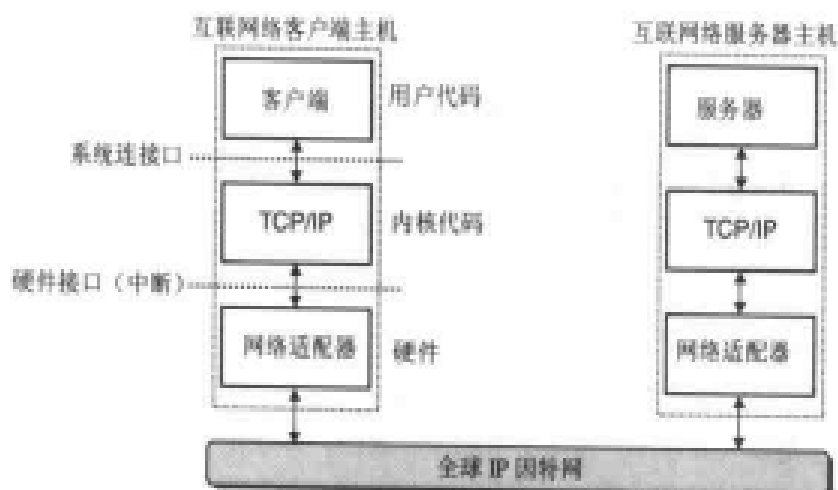 互联网络客户端主机
互联网络服务器主机
客户端
用户代码
服务器
系统连接口
TCP/IP
内核代码
TCP/IP
硬件接口（中断）
网络适配器
硬件
网络适配器
全球 IP 因特网